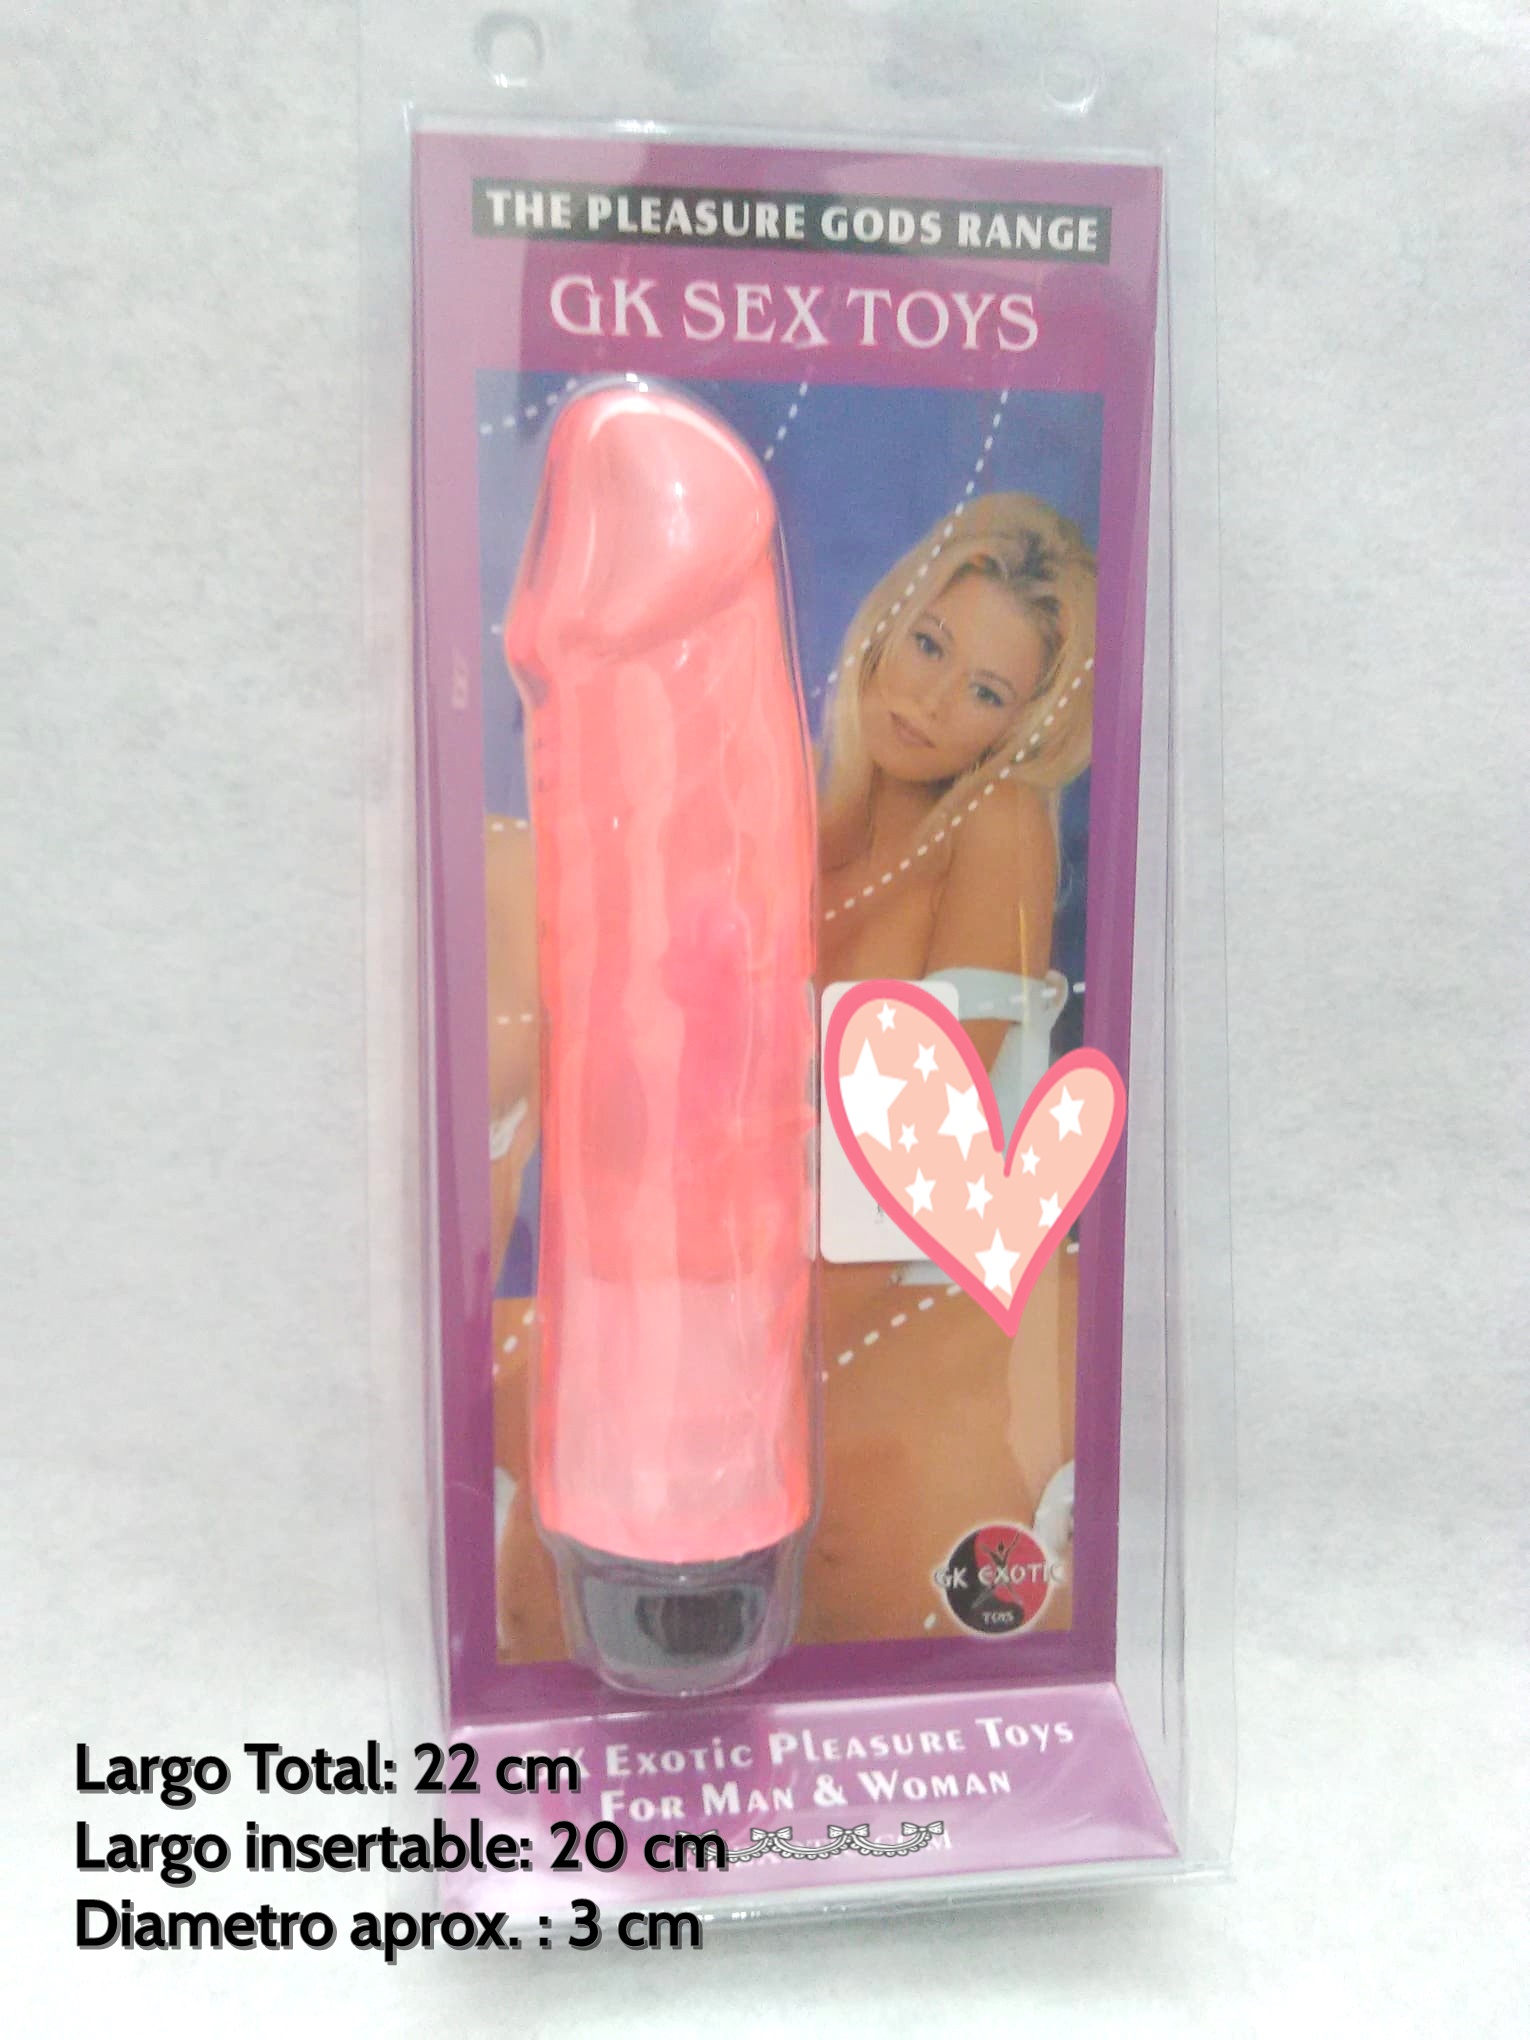 THE PLEASURE GODS RANGE
GK SEX TOYS
GK EXOTIC
TOYS
Exotic Pleasure Toys
For Man & Woman
Largo Total: 22 cm
Largo insertable: 20 cm
Diametro aprox. : 3 cm